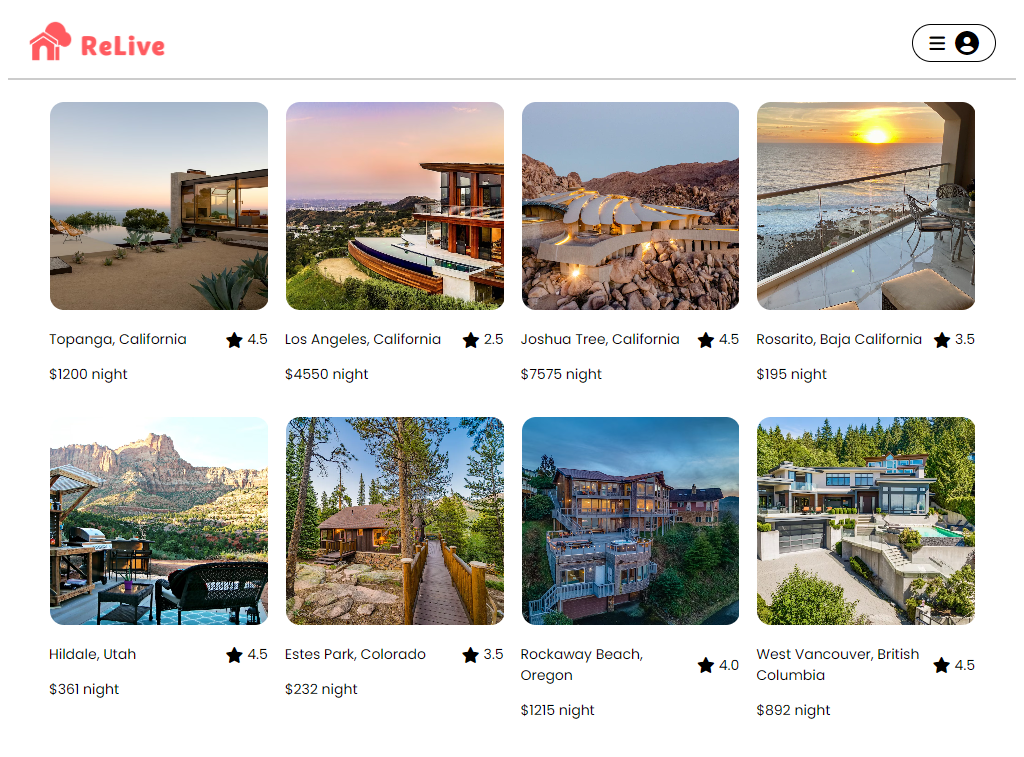 ReLive
Topanga, California 4.5
$1200 night
Los Angeles, California 2.5
$4550 night
Joshua Tree, California 4.5
$7575 night
Rosarito, Baja California 3.5
$195 night
Hildale, Utah 4.5
$361 night
Estes Park, Colorado 3.5
$232 night
Rockaway Beach,
Oregon 4.0
$1215 night
West Vancouver, British
Columbia 4.5
$892 night